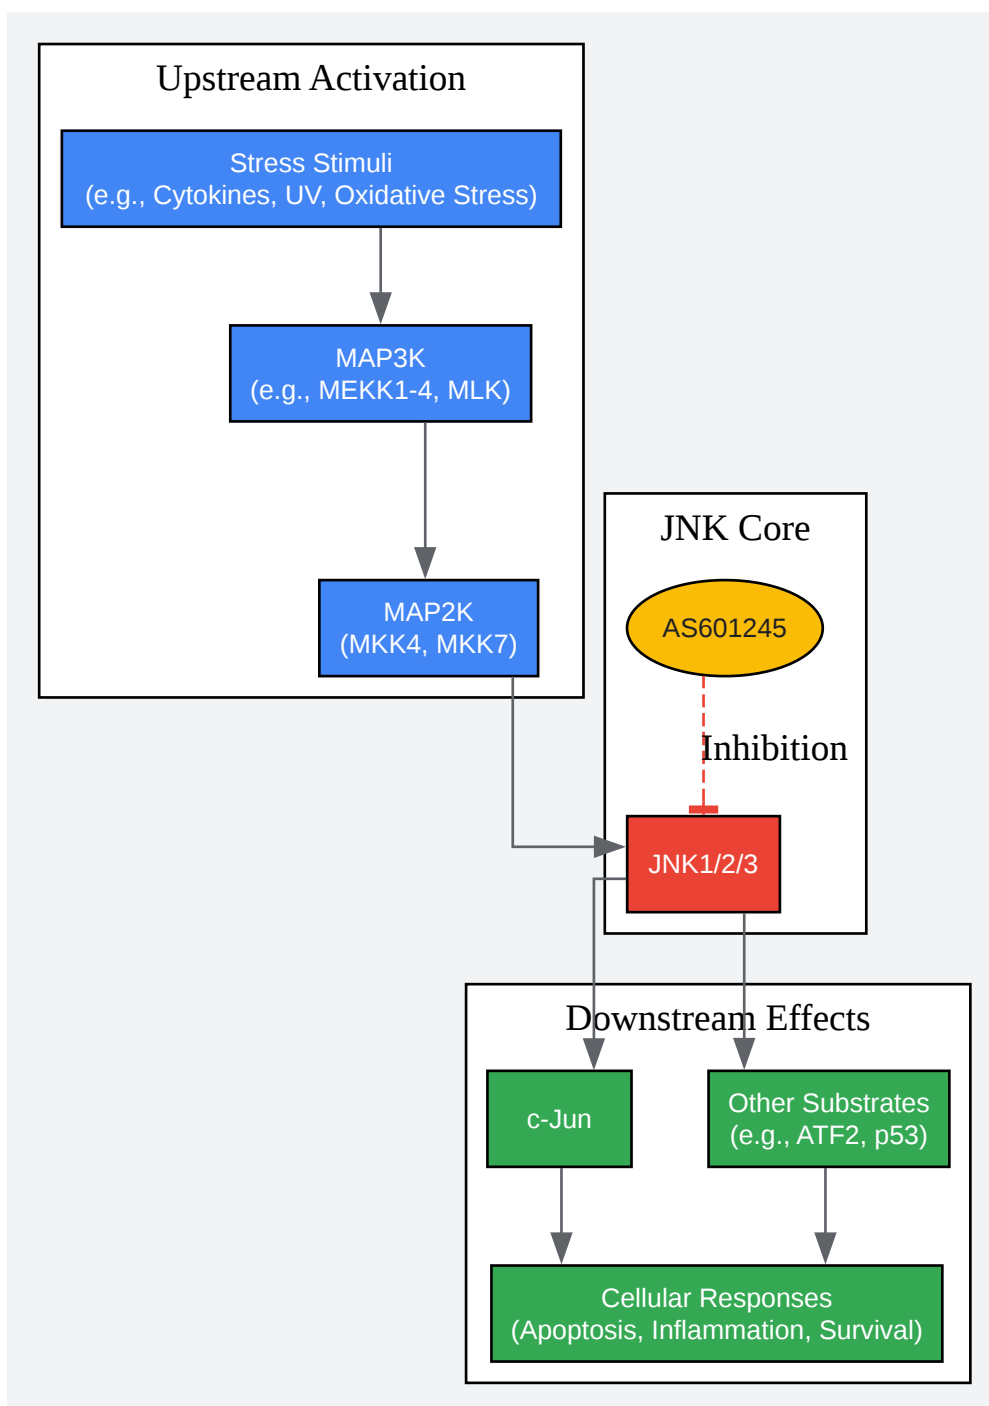 Upstream Activation
Stress Stimuli
(e.g., Cytokines, UV, Oxidative Stress)
MAP3K
(e.g., MEKK1-4, MLK)
MAP2K
(MKK4, MKK7)
JNK Core
AS601245
Inhibition
JNK1/2/3
Downstream Effects
c-Jun
Other Substrates
(e.g., ATF2, p53)
Cellular Responses
(Apoptosis, Inflammation, Survival)